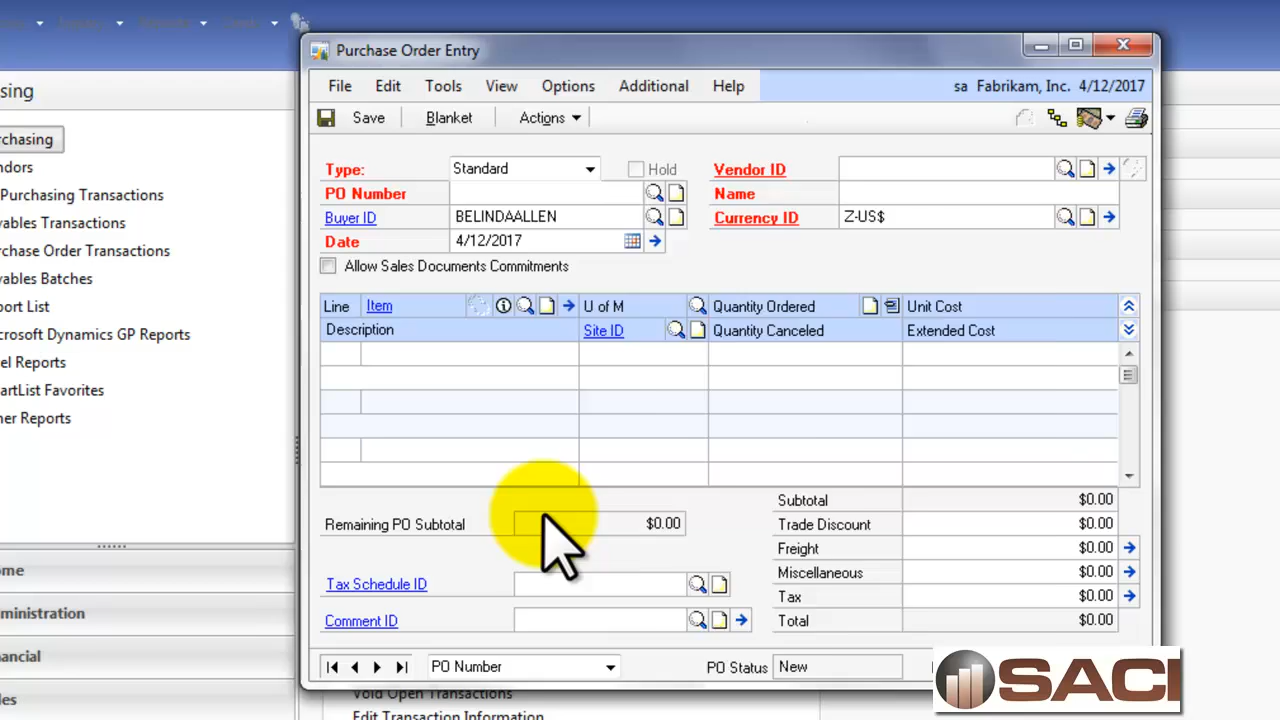 Purchase Order Entry
File Edit View Tools Options Additional Help
sa Fabrikam, Inc. 4/12/2017
Save Blanket Actions
Type: Standard Hold Vendor ID
PO Number Name
Buyer ID BELINDAALLEN Currency ID Z-US$
Date 4/12/2017
Allow Sales Documents Commitments
Line Item U of M Quantity Ordered Unit Cost
Description Site ID Quantity Canceled Extended Cost
Subtotal $0.00
Remaining PO Subtotal $0.00 Trade Discount $0.00
Freight $0.00
Tax Schedule ID Miscellaneous $0.00
Tax $0.00
Comment ID Total $0.00
PO Number PO Status New
sing
rchasing
dors
Purchasing Transactions
yables Transactions
rchase Order Transactions
yables Batches
port List
rosoft Dynamics GP Reports
el Reports
artList Favorites
er Reports
ome
ministration
ancial
les
Void Open Transactions
Edit Transaction Information
SACI